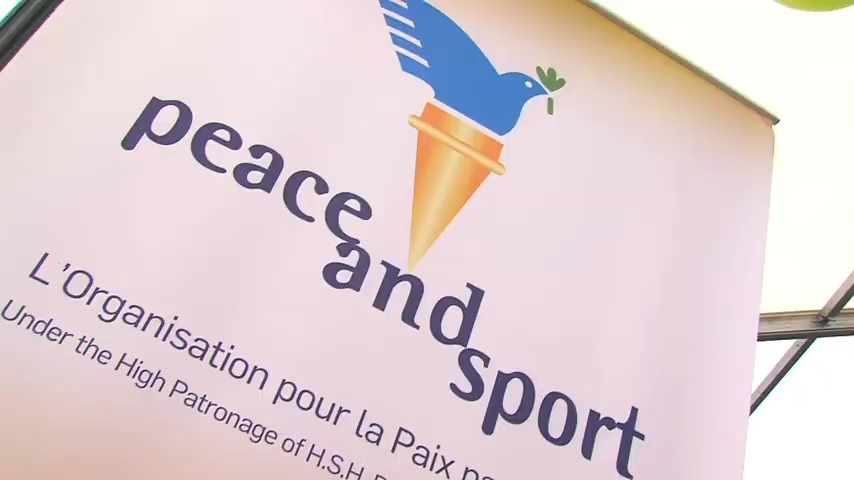 peace
and
sport
L'Organisation pour la Paix
Under the High Patronage of H.S.H.